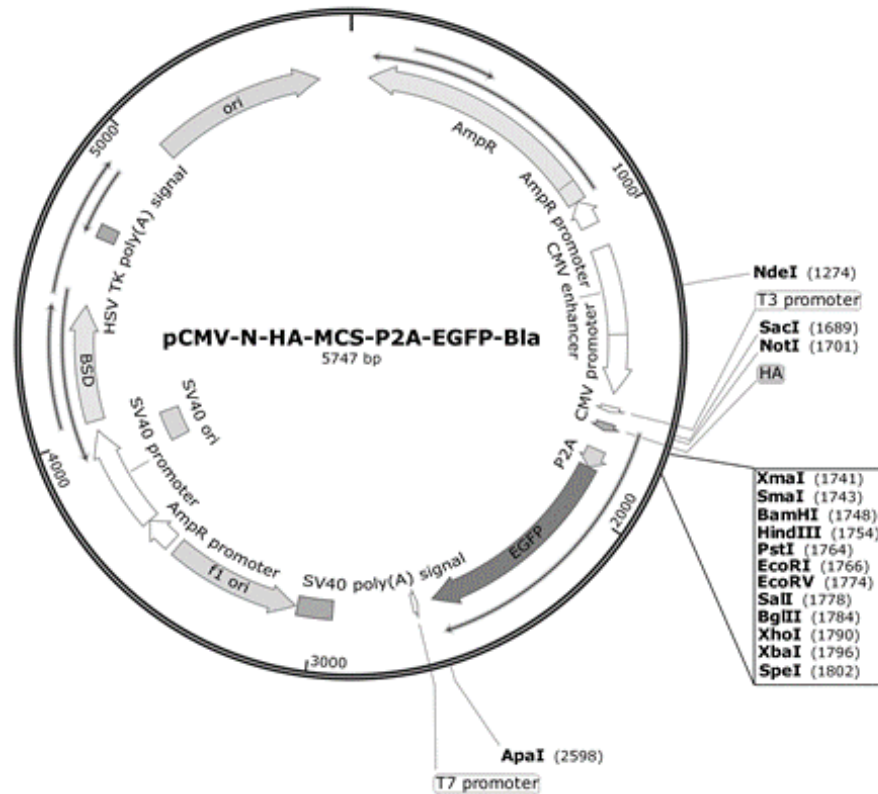 ori
AmpR
AmpR promoter
CMV enhancer
CMV promoter
1000
NdeI (1274)
T3 promoter
SacI (1689)
NotI (1701)
HA
XmaI (1741)
SmaI (1743)
BamHI (1748)
HindIII (1754)
PstI (1764)
EcoRI (1766)
EcoRV (1774)
SalI (1778)
BglII (1784)
XhoI (1790)
XbaI (1796)
SpeI (1802)
P2A
2000
EGFP
ApaI (2598)
T7 promoter
SV40 poly(A) signal
3000
f1 ori
AmpR promoter
SV40 promoter
SV40 ori
4000
BSD
HSV TK poly(A) signal
5000
pCMV-N-HA-MCS-P2A-EGFP-Bla
5747 bp